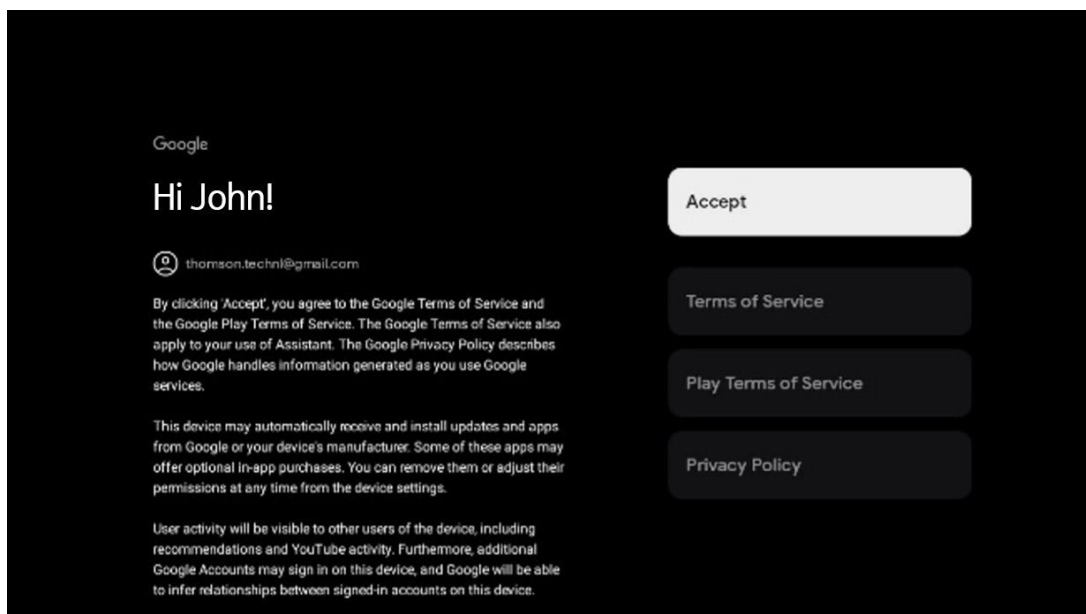 Google
Hi John!
thomson.technl@gmail.com
By clicking 'Accept', you agree to the Google Terms of Service and
the Google Play Terms of Service. The Google Terms of Service also
apply to your use of Assistant. The Google Privacy Policy describes
how Google handles information generated as you use Google
services.
This device may automatically receive and install updates and apps
from Google or your device's manufacturer. Some of these apps may
offer optional in-app purchases. You can remove them or adjust their
permissions at any time from the device settings.
User activity will be visible to other users of the device, including
recommendations and YouTube activity. Furthermore, additional
Google Accounts may sign in on this device, and Google will be able
to infer relationships between signed-in accounts on this device.
Accept
Terms of Service
Play Terms of Service
Privacy Policy